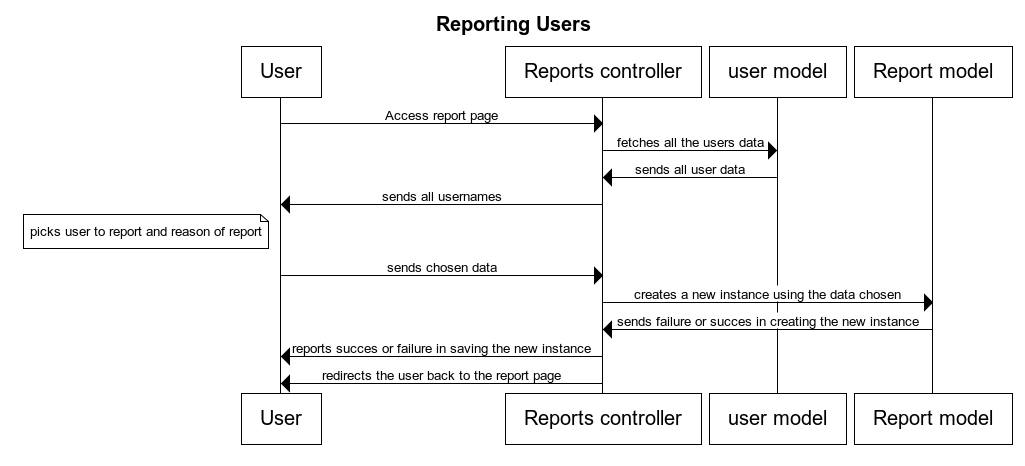 Reporting Users
User
Reports controller
user model
Report model
Access report page
fetches all the users data
sends all user data
sends all usernames
picks user to report and reason of report
sends chosen data
creates a new instance using the data chosen
sends failure or succes in creating the new instance
reports succes or failure in saving the new instance
redirects the user back to the report page
User
Reports controller
user model
Report model